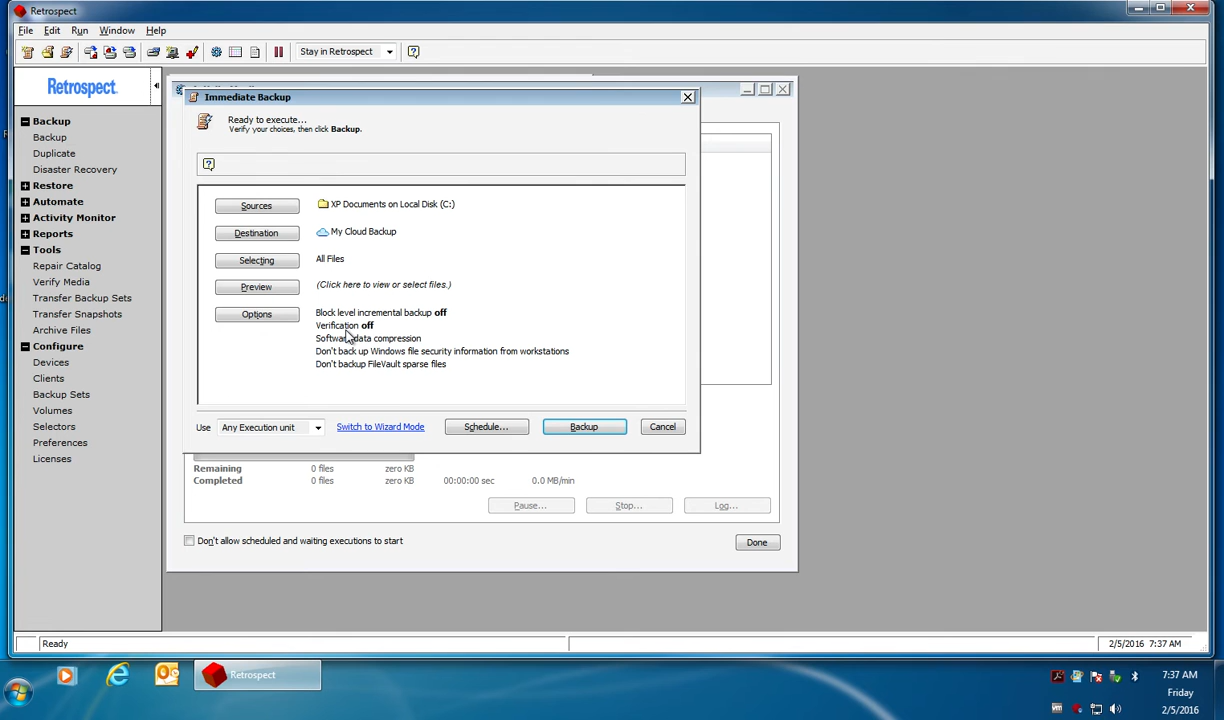 Retrospect
File Edit Run Window Help
Stay in Retrospect
Retrospect
Immediate Backup
Ready to execute...
Verify your choices, then click Backup.
Backup
Backup
Duplicate
Disaster Recovery
Restore
Automate
Activity Monitor
Reports
Tools
Repair Catalog
Verify Media
Transfer Backup Sets
Transfer Snapshots
Archive Files
Configure
Devices
Clients
Backup Sets
Volumes
Selectors
Preferences
Licenses
Sources XP Documents on Local Disk (C:)
Destination My Cloud Backup
Selecting All Files
Preview (Click here to view or select files.)
Options Block level incremental backup off
Verification off
Software data compression
Don't back up Windows file security information from workstations
Don't backup FileVault sparse files
Use Any Execution unit Switch to Wizard Mode Schedule... Backup Cancel
Remaining 0 files zero KB
Completed 0 files zero KB 00:00:00 sec 0.0 MB/min
Pause... Stop... Log...
Don't allow scheduled and waiting executions to start Done
Ready 2/5/2016 7:37 AM
Retrospect
7:37 AM
Friday
2/5/2016